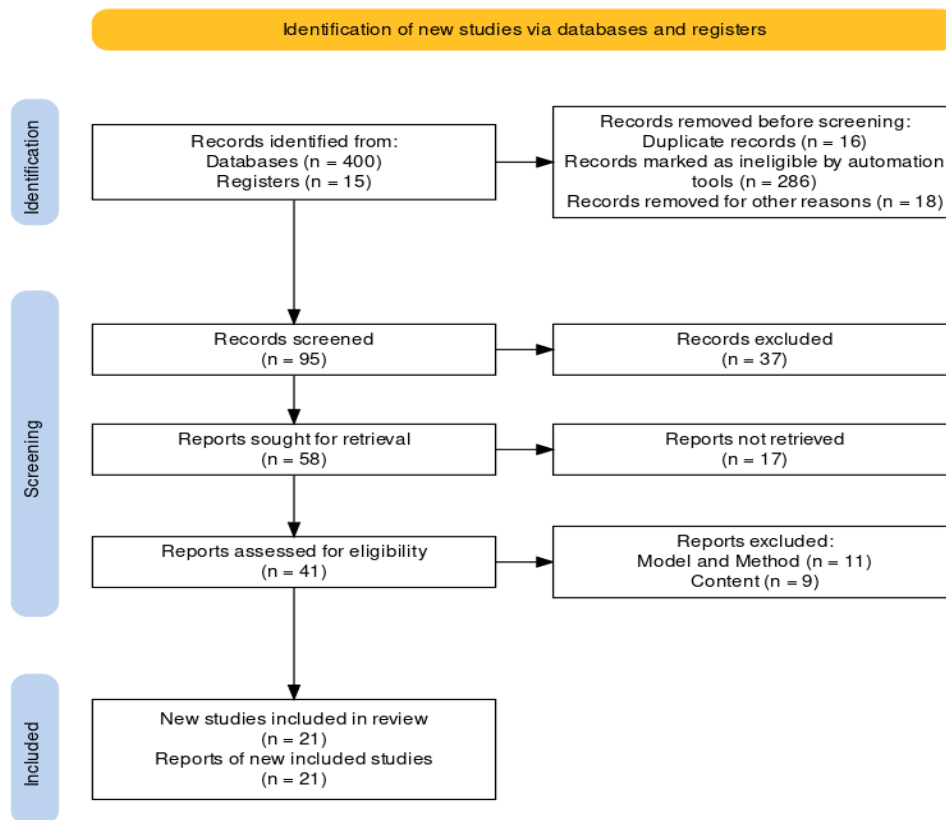 Identification of new studies via databases and registers
Identification
Records identified from:
Databases (n = 400)
Registers (n = 15)
Records removed before screening:
Duplicate records (n = 16)
Records marked as ineligible by automation
tools (n = 286)
Records removed for other reasons (n = 18)
Screening
Records screened
(n = 95)
Records excluded
(n = 37)
Reports sought for retrieval
(n = 58)
Reports not retrieved
(n = 17)
Reports assessed for eligibility
(n = 41)
Reports excluded:
Model and Method (n = 11)
Content (n = 9)
Included
New studies included in review
(n = 21)
Reports of new included studies
(n = 21)